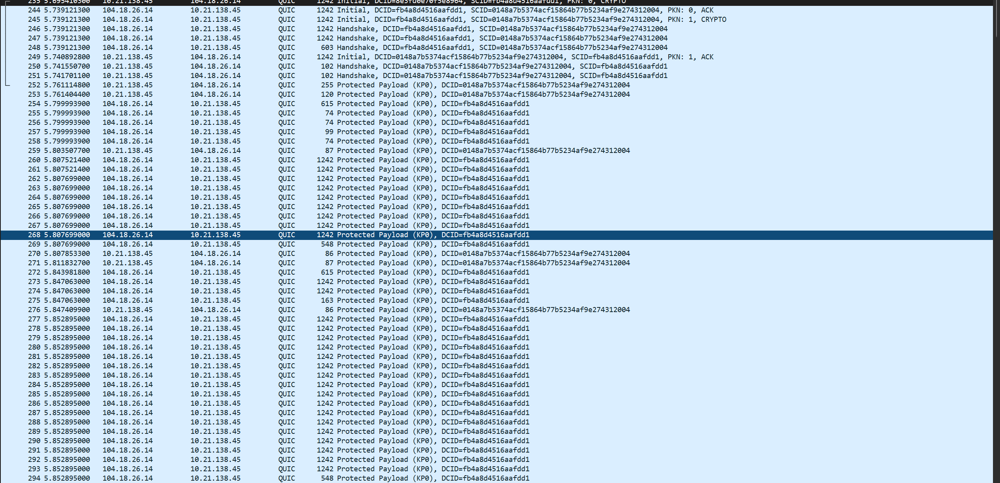 235 5.695410300 10.21.138.45 104.18.26.14 QUIC 1242 Initial, DCID=8e3fd0e70f5e8964, SCID=fb4a8d4516aafdd1, PKN: 0, CRYPTO
244 5.739121300 104.18.26.14 10.21.138.45 QUIC 1242 Initial, DCID=fb4a8d4516aafdd1, SCID=0148a7b5374acf15864b77b5234af9e274312004, PKN: 0, ACK
245 5.739121300 104.18.26.14 10.21.138.45 QUIC 1242 Initial, DCID=fb4a8d4516aafdd1, SCID=0148a7b5374acf15864b77b5234af9e274312004, PKN: 1, CRYPTO
246 5.739121300 104.18.26.14 10.21.138.45 QUIC 1242 Handshake, DCID=fb4a8d4516aafdd1, SCID=0148a7b5374acf15864b77b5234af9e274312004
247 5.739121300 104.18.26.14 10.21.138.45 QUIC 1242 Handshake, DCID=fb4a8d4516aafdd1, SCID=0148a7b5374acf15864b77b5234af9e274312004
248 5.739121300 104.18.26.14 10.21.138.45 QUIC 603 Handshake, DCID=fb4a8d4516aafdd1, SCID=0148a7b5374acf15864b77b5234af9e274312004
249 5.740892800 10.21.138.45 104.18.26.14 QUIC 1242 Initial, DCID=0148a7b5374acf15864b77b5234af9e274312004, SCID=fb4a8d4516aafdd1, PKN: 1, ACK
250 5.741550700 10.21.138.45 104.18.26.14 QUIC 102 Handshake, DCID=0148a7b5374acf15864b77b5234af9e274312004, SCID=fb4a8d4516aafdd1
251 5.741701100 10.21.138.45 104.18.26.14 QUIC 102 Handshake, DCID=0148a7b5374acf15864b77b5234af9e274312004, SCID=fb4a8d4516aafdd1
252 5.761114800 10.21.138.45 104.18.26.14 QUIC 255 Protected Payload (KP0), DCID=0148a7b5374acf15864b77b5234af9e274312004
253 5.761404400 10.21.138.45 104.18.26.14 QUIC 120 Protected Payload (KP0), DCID=0148a7b5374acf15864b77b5234af9e274312004
254 5.799993900 104.18.26.14 10.21.138.45 QUIC 615 Protected Payload (KP0), DCID=fb4a8d4516aafdd1
255 5.799993900 104.18.26.14 10.21.138.45 QUIC 74 Protected Payload (KP0), DCID=fb4a8d4516aafdd1
256 5.799993900 104.18.26.14 10.21.138.45 QUIC 74 Protected Payload (KP0), DCID=fb4a8d4516aafdd1
257 5.799993900 104.18.26.14 10.21.138.45 QUIC 99 Protected Payload (KP0), DCID=fb4a8d4516aafdd1
258 5.799993900 104.18.26.14 10.21.138.45 QUIC 74 Protected Payload (KP0), DCID=fb4a8d4516aafdd1
259 5.803507700 10.21.138.45 104.18.26.14 QUIC 87 Protected Payload (KP0), DCID=0148a7b5374acf15864b77b5234af9e274312004
260 5.807521400 104.18.26.14 10.21.138.45 QUIC 1242 Protected Payload (KP0), DCID=fb4a8d4516aafdd1
261 5.807521400 104.18.26.14 10.21.138.45 QUIC 1242 Protected Payload (KP0), DCID=fb4a8d4516aafdd1
262 5.807699000 104.18.26.14 10.21.138.45 QUIC 1242 Protected Payload (KP0), DCID=fb4a8d4516aafdd1
263 5.807699000 104.18.26.14 10.21.138.45 QUIC 1242 Protected Payload (KP0), DCID=fb4a8d4516aafdd1
264 5.807699000 104.18.26.14 10.21.138.45 QUIC 1242 Protected Payload (KP0), DCID=fb4a8d4516aafdd1
265 5.807699000 104.18.26.14 10.21.138.45 QUIC 1242 Protected Payload (KP0), DCID=fb4a8d4516aafdd1
266 5.807699000 104.18.26.14 10.21.138.45 QUIC 1242 Protected Payload (KP0), DCID=fb4a8d4516aafdd1
267 5.807699000 104.18.26.14 10.21.138.45 QUIC 1242 Protected Payload (KP0), DCID=fb4a8d4516aafdd1
268 5.807699000 104.18.26.14 10.21.138.45 QUIC 1242 Protected Payload (KP0), DCID=fb4a8d4516aafdd1
269 5.807699000 104.18.26.14 10.21.138.45 QUIC 548 Protected Payload (KP0), DCID=fb4a8d4516aafdd1
270 5.807853300 10.21.138.45 104.18.26.14 QUIC 86 Protected Payload (KP0), DCID=0148a7b5374acf15864b77b5234af9e274312004
271 5.811832700 10.21.138.45 104.18.26.14 QUIC 87 Protected Payload (KP0), DCID=0148a7b5374acf15864b77b5234af9e274312004
272 5.843981800 104.18.26.14 10.21.138.45 QUIC 615 Protected Payload (KP0), DCID=fb4a8d4516aafdd1
273 5.847063000 104.18.26.14 10.21.138.45 QUIC 1242 Protected Payload (KP0), DCID=fb4a8d4516aafdd1
274 5.847063000 104.18.26.14 10.21.138.45 QUIC 1242 Protected Payload (KP0), DCID=fb4a8d4516aafdd1
275 5.847063000 104.18.26.14 10.21.138.45 QUIC 163 Protected Payload (KP0), DCID=fb4a8d4516aafdd1
276 5.847409900 10.21.138.45 104.18.26.14 QUIC 86 Protected Payload (KP0), DCID=0148a7b5374acf15864b77b5234af9e274312004
277 5.852895000 104.18.26.14 10.21.138.45 QUIC 1242 Protected Payload (KP0), DCID=fb4a8d4516aafdd1
278 5.852895000 104.18.26.14 10.21.138.45 QUIC 1242 Protected Payload (KP0), DCID=fb4a8d4516aafdd1
279 5.852895000 104.18.26.14 10.21.138.45 QUIC 1242 Protected Payload (KP0), DCID=fb4a8d4516aafdd1
280 5.852895000 104.18.26.14 10.21.138.45 QUIC 1242 Protected Payload (KP0), DCID=fb4a8d4516aafdd1
281 5.852895000 104.18.26.14 10.21.138.45 QUIC 1242 Protected Payload (KP0), DCID=fb4a8d4516aafdd1
282 5.852895000 104.18.26.14 10.21.138.45 QUIC 1242 Protected Payload (KP0), DCID=fb4a8d4516aafdd1
283 5.852895000 104.18.26.14 10.21.138.45 QUIC 1242 Protected Payload (KP0), DCID=fb4a8d4516aafdd1
284 5.852895000 104.18.26.14 10.21.138.45 QUIC 1242 Protected Payload (KP0), DCID=fb4a8d4516aafdd1
285 5.852895000 104.18.26.14 10.21.138.45 QUIC 1242 Protected Payload (KP0), DCID=fb4a8d4516aafdd1
286 5.852895000 104.18.26.14 10.21.138.45 QUIC 1242 Protected Payload (KP0), DCID=fb4a8d4516aafdd1
287 5.852895000 104.18.26.14 10.21.138.45 QUIC 1242 Protected Payload (KP0), DCID=fb4a8d4516aafdd1
288 5.852895000 104.18.26.14 10.21.138.45 QUIC 1242 Protected Payload (KP0), DCID=fb4a8d4516aafdd1
289 5.852895000 104.18.26.14 10.21.138.45 QUIC 1242 Protected Payload (KP0), DCID=fb4a8d4516aafdd1
290 5.852895000 104.18.26.14 10.21.138.45 QUIC 1242 Protected Payload (KP0), DCID=fb4a8d4516aafdd1
291 5.852895000 104.18.26.14 10.21.138.45 QUIC 1242 Protected Payload (KP0), DCID=fb4a8d4516aafdd1
292 5.852895000 104.18.26.14 10.21.138.45 QUIC 1242 Protected Payload (KP0), DCID=fb4a8d4516aafdd1
293 5.852895000 104.18.26.14 10.21.138.45 QUIC 1242 Protected Payload (KP0), DCID=fb4a8d4516aafdd1
294 5.852895000 104.18.26.14 10.21.138.45 QUIC 548 Protected Payload (KP0), DCID=fb4a8d4516aafdd1